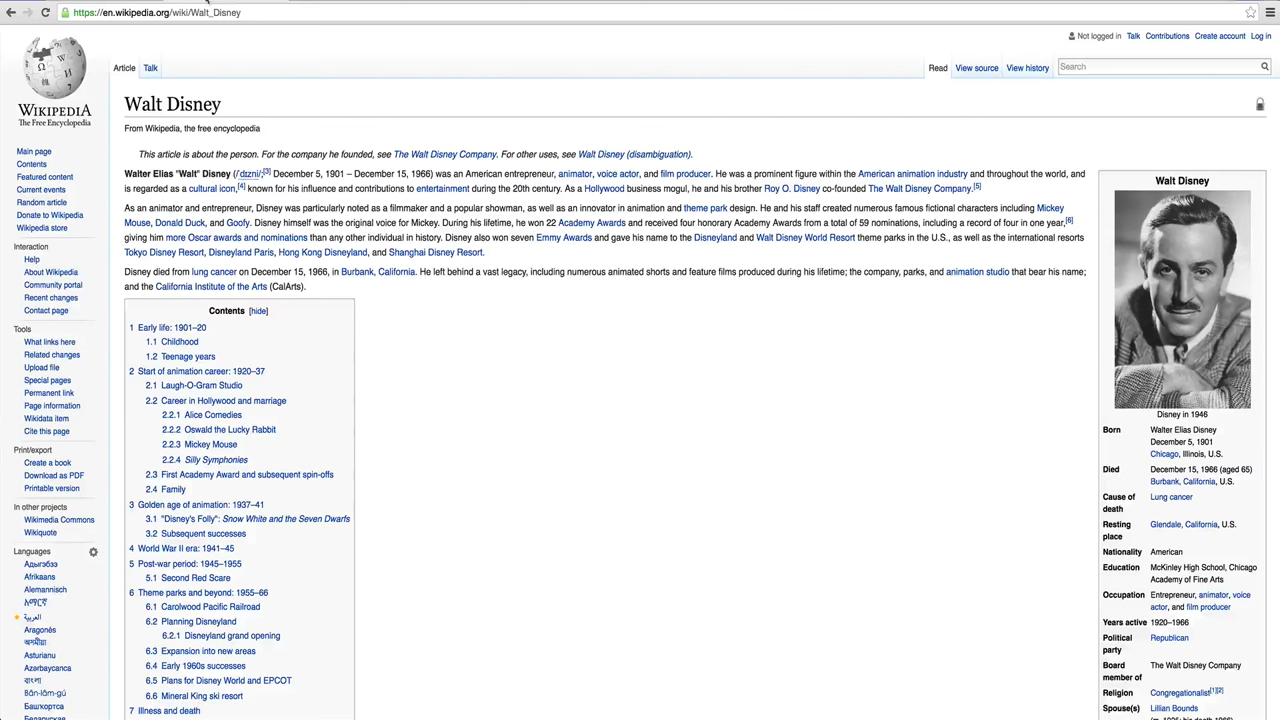 https://en.wikipedia.org/wiki/Walt_Disney
Not logged in Talk Contributions Create account Log in
Article Talk
Read View source View history Search
WIKIPEDIA
The Free Encyclopedia
Main page
Contents
Featured content
Current events
Random article
Donate to Wikipedia
Wikipedia store
Interaction
Help
About Wikipedia
Community portal
Recent changes
Contact page
Tools
What links here
Related changes
Upload file
Special pages
Permanent link
Page information
Wikidata item
Cite this page
Print/export
Create a book
Download as PDF
Printable version
In other projects
Wikimedia Commons
Wikiquote
Languages
Адыгэбзэ
Afrikaans
Alemannisch
አማርኛ
العربية
Aragonés
অসমীয়া
Asturianu
Azərbaycanca
বাংলা
Bân-lâm-gú
Башҡортса
Беларуская
Walt Disney
From Wikipedia, the free encyclopedia
This article is about the person. For the company he founded, see The Walt Disney Company. For other uses, see Walt Disney (disambiguation).
Walter Elias "Walt" Disney (/ˈdɪzni/;[3] December 5, 1901 – December 15, 1966) was an American entrepreneur, animator, voice actor, and film producer. He was a prominent figure within the American animation industry and throughout the world, and
is regarded as a cultural icon,[4] known for his influence and contributions to entertainment during the 20th century. As a Hollywood business mogul, he and his brother Roy O. Disney co-founded The Walt Disney Company.[5]
As an animator and entrepreneur, Disney was particularly noted as a filmmaker and a popular showman, as well as an innovator in animation and theme park design. He and his staff created numerous famous fictional characters including Mickey
Mouse, Donald Duck, and Goofy. Disney himself was the original voice for Mickey. During his lifetime, he won 22 Academy Awards and received four honorary Academy Awards from a total of 59 nominations, including a record of four in one year,[6]
giving him more Oscar awards and nominations than any other individual in history. Disney also won seven Emmy Awards and gave his name to the Disneyland and Walt Disney World Resort theme parks in the U.S., as well as the international resorts
Tokyo Disney Resort, Disneyland Paris, Hong Kong Disneyland, and Shanghai Disney Resort.
Disney died from lung cancer on December 15, 1966, in Burbank, California. He left behind a vast legacy, including numerous animated shorts and feature films produced during his lifetime; the company, parks, and animation studio that bear his name;
and the California Institute of the Arts (CalArts).
Contents [hide]
1 Early life: 1901–20
1.1 Childhood
1.2 Teenage years
2 Start of animation career: 1920–37
2.1 Laugh-O-Gram Studio
2.2 Career in Hollywood and marriage
2.2.1 Alice Comedies
2.2.2 Oswald the Lucky Rabbit
2.2.3 Mickey Mouse
2.2.4 Silly Symphonies
2.3 First Academy Award and subsequent spin-offs
2.4 Family
3 Golden age of animation: 1937–41
3.1 "Disney's Folly": Snow White and the Seven Dwarfs
3.2 Subsequent successes
4 World War II era: 1941–45
5 Post-war period: 1945–1955
5.1 Second Red Scare
6 Theme parks and beyond: 1955–66
6.1 Carolwood Pacific Railroad
6.2 Planning Disneyland
6.2.1 Disneyland grand opening
6.3 Expansion into new areas
6.4 Early 1960s successes
6.5 Plans for Disney World and EPCOT
6.6 Mineral King ski resort
7 Illness and death
Walt Disney
Disney in 1946
Born Walter Elias Disney
December 5, 1901
Chicago, Illinois, U.S.
Died December 15, 1966 (aged 65)
Burbank, California, U.S.
Cause of Lung cancer
death
Resting Glendale, California, U.S.
place
Nationality American
Education McKinley High School, Chicago
Academy of Fine Arts
Occupation Entrepreneur, animator, voice
actor, and film producer
Years active 1920–1966
Political Republican
party
Board The Walt Disney Company
member of
Religion Congregationalist[1][2]
Spouse(s) Lillian Bounds